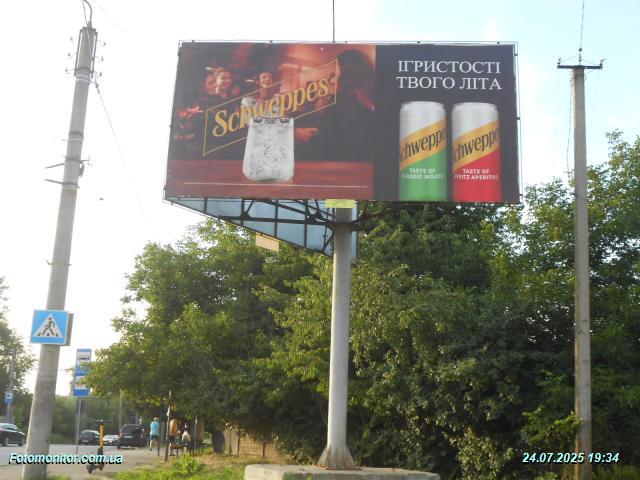 Schweppes
ІГРИСТОСТІ
ТВОГО ЛІТА
Schweppes
TASTE OF
CLASSIC MOJITO
Schweppes
TASTE OF
SPRITZ APERITIVO
Fotomonitor.com.ua
24.07.2025 19:34